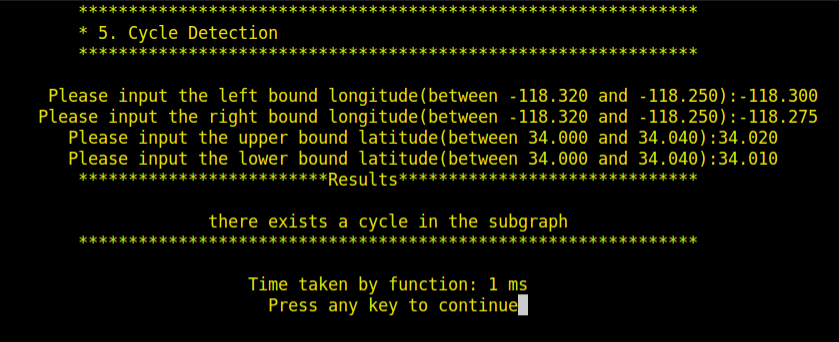 **************************************************************
* 5. Cycle Detection
**************************************************************
Please input the left bound longitude(between -118.320 and -118.250):-118.300
Please input the right bound longitude(between -118.320 and -118.250):-118.275
Please input the upper bound latitude(between 34.000 and 34.040):34.020
Please input the lower bound latitude(between 34.000 and 34.040):34.010
*************************Results******************************
there exists a cycle in the subgraph
**************************************************************
Time taken by function: 1 ms
Press any key to continue